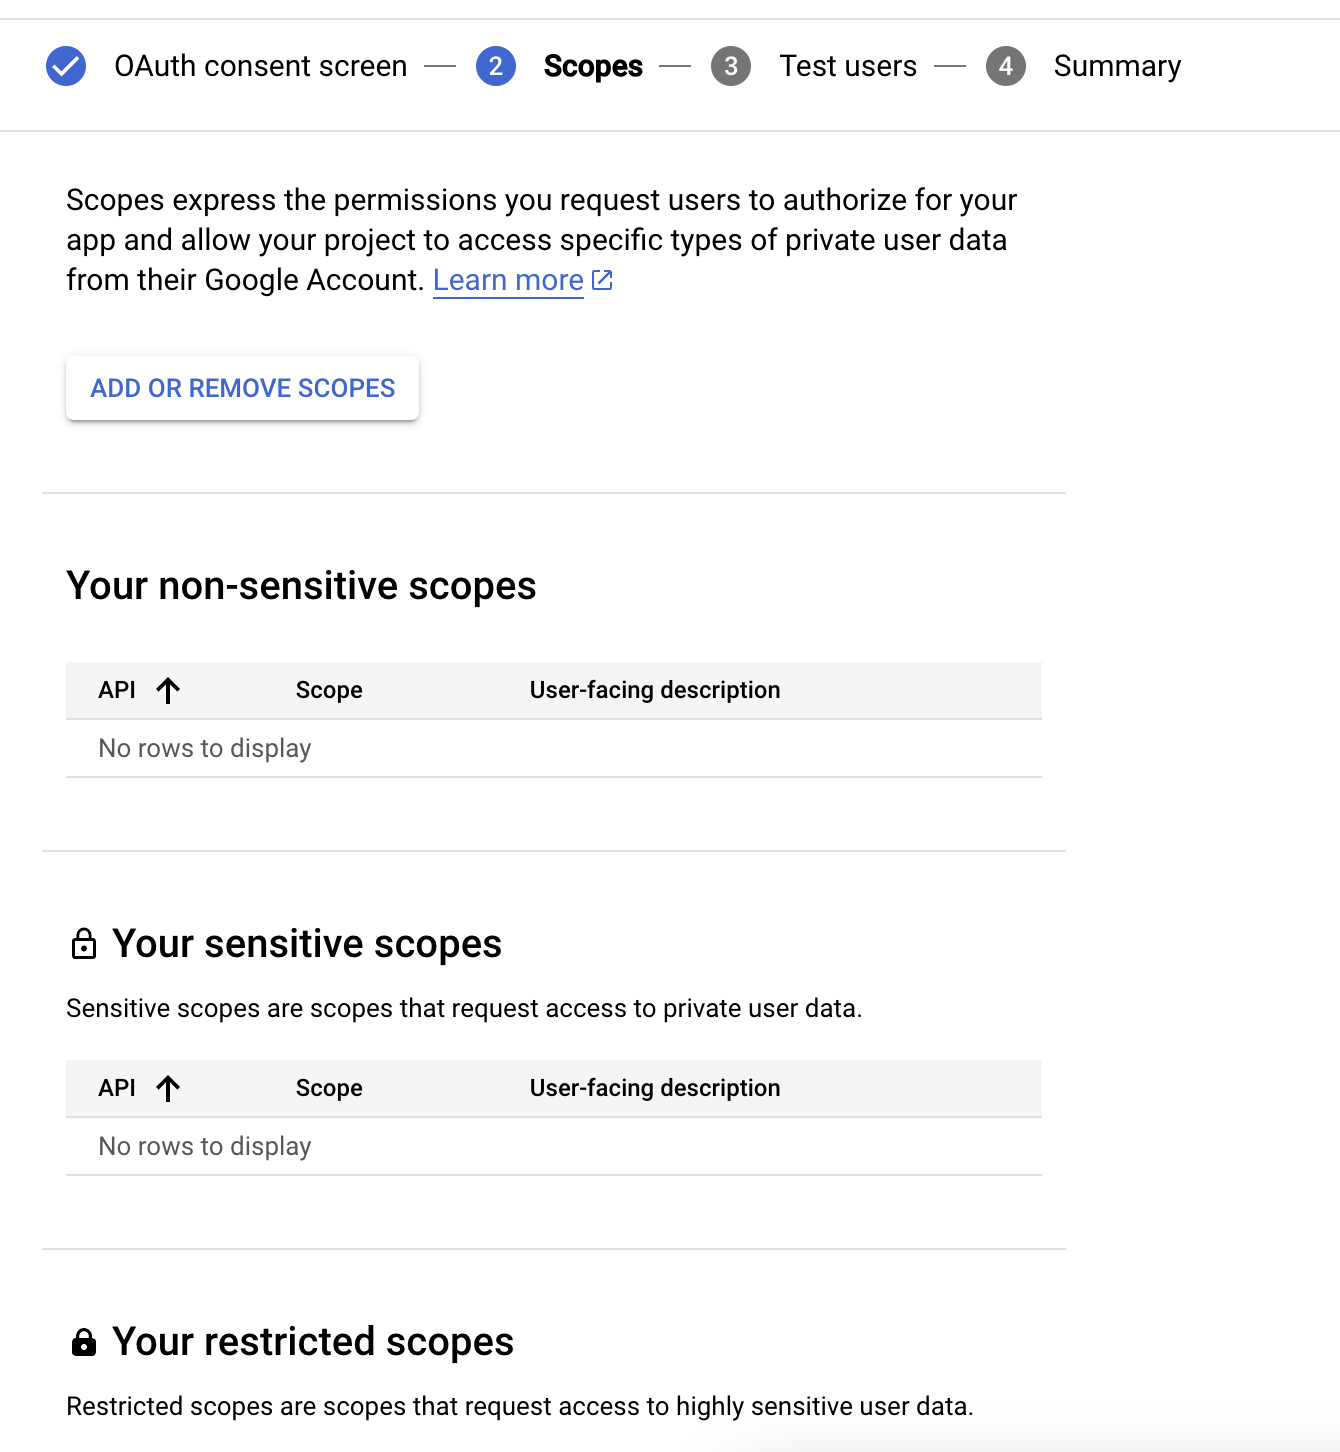 OAuth consent screen — 2 Scopes — 3 Test users — 4 Summary
Scopes express the permissions you request users to authorize for your
app and allow your project to access specific types of private user data
from their Google Account. Learn more
ADD OR REMOVE SCOPES
Your non-sensitive scopes
API Scope User-facing description
No rows to display
Your sensitive scopes
Sensitive scopes are scopes that request access to private user data.
API Scope User-facing description
No rows to display
Your restricted scopes
Restricted scopes are scopes that request access to highly sensitive user data.